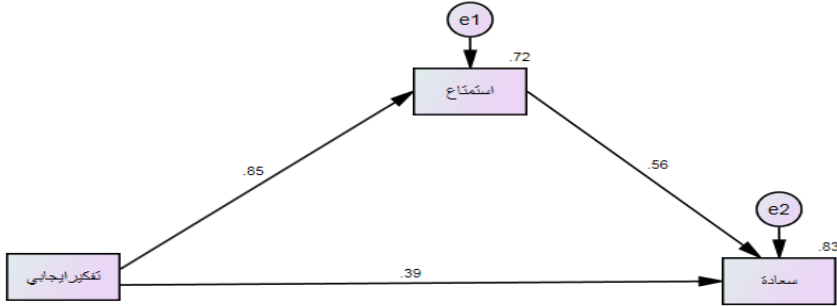 e1
.72
استمتاع
.85
.56
e2
.83
تفكير ايجابي
.39
سعادة